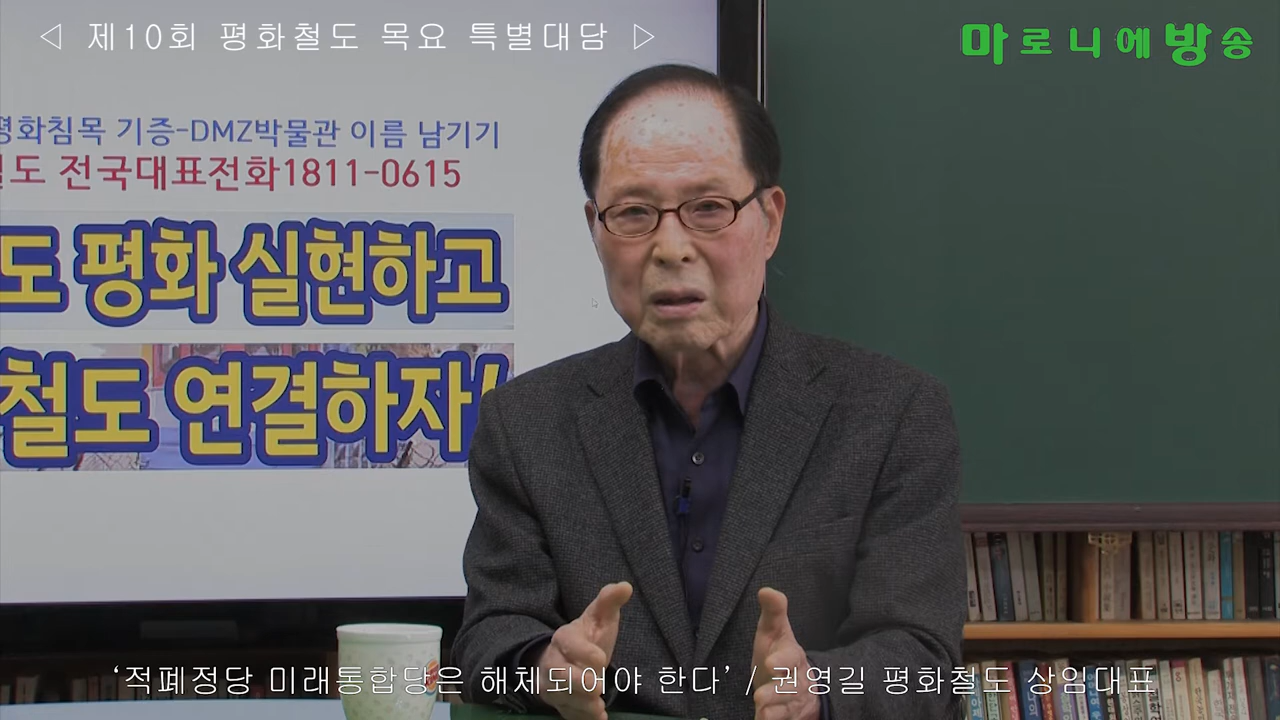 ◁ 제10회 평화철도 목요 특별대담 ▷
마로니에방송
평화침목 기증-DMZ박물관 이름 남기기
도 전국대표전화1811-0615
도 평화 실현하고
철도 연결하자!
‘적폐정당 미래통합당은 해체되어야 한다’ / 권영길 평화철도 상임대표